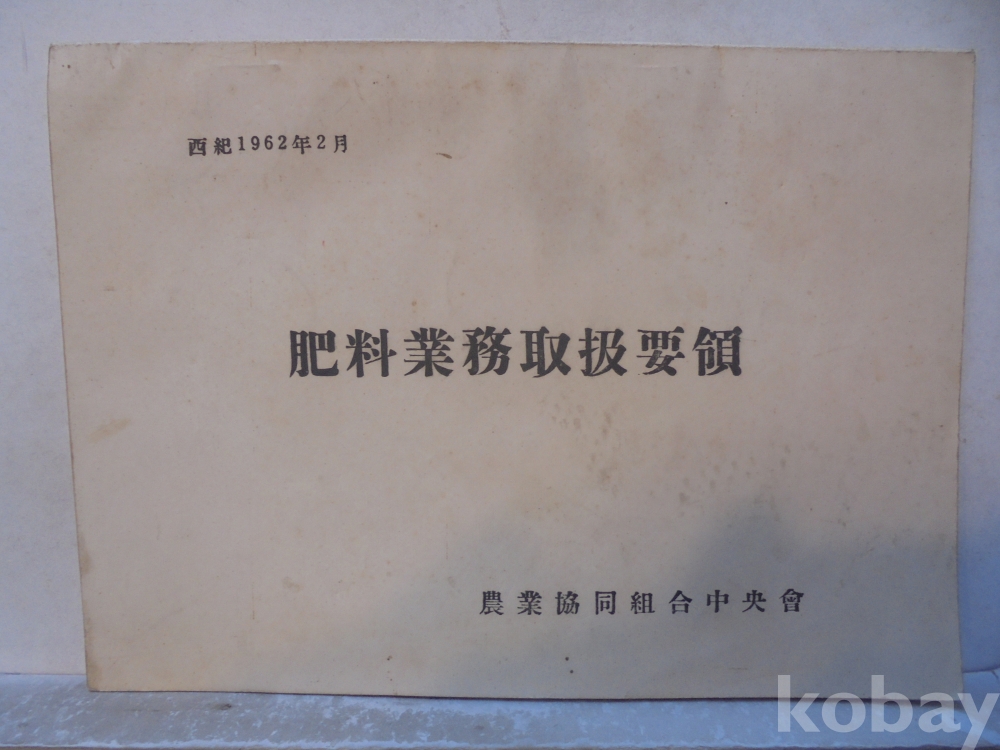 西紀1962年2月
肥料業務取扱要領
農業協同組合中央會
kobay